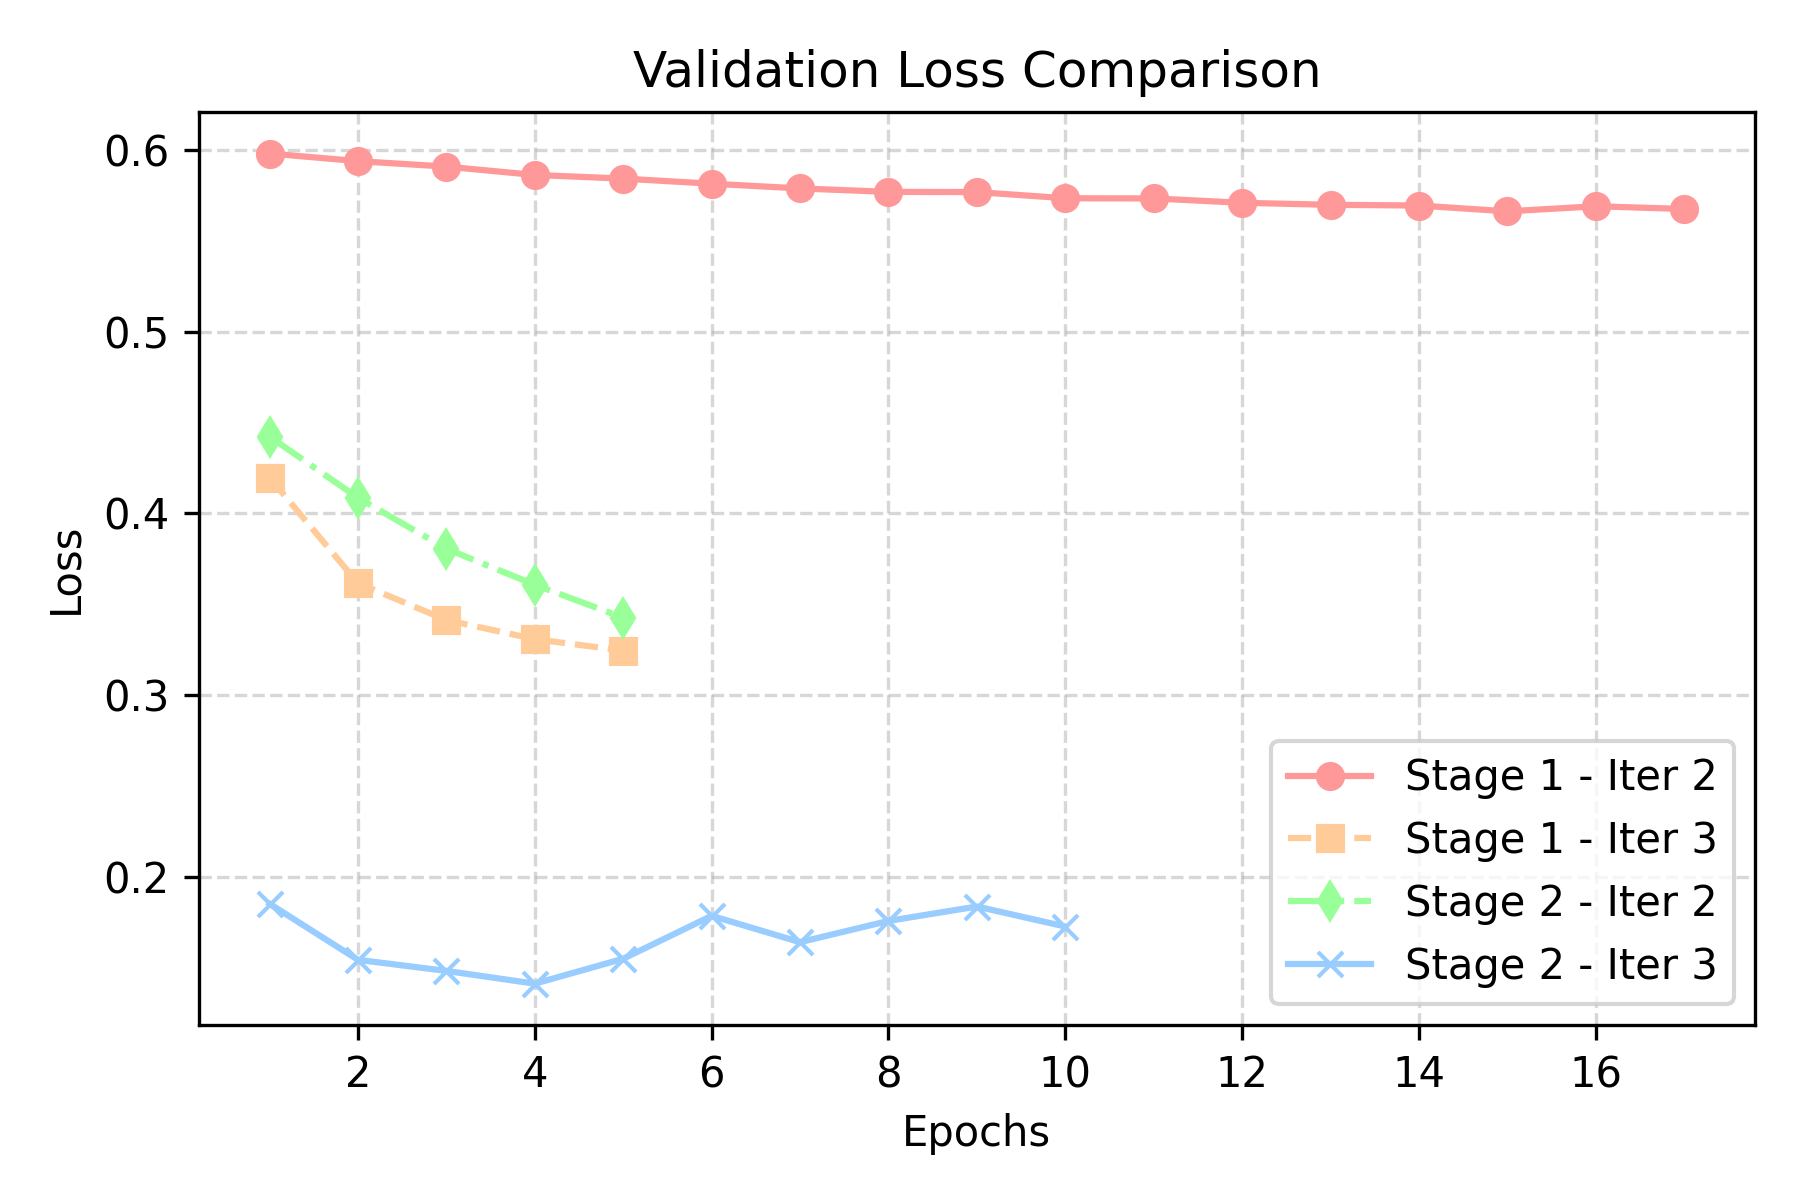 Validation Loss Comparison
0.6
0.5
0.4
0.3
0.2
Loss
2 4 6 8 10 12 14 16
Epochs
Stage 1 - Iter 2
Stage 1 - Iter 3
Stage 2 - Iter 2
Stage 2 - Iter 3